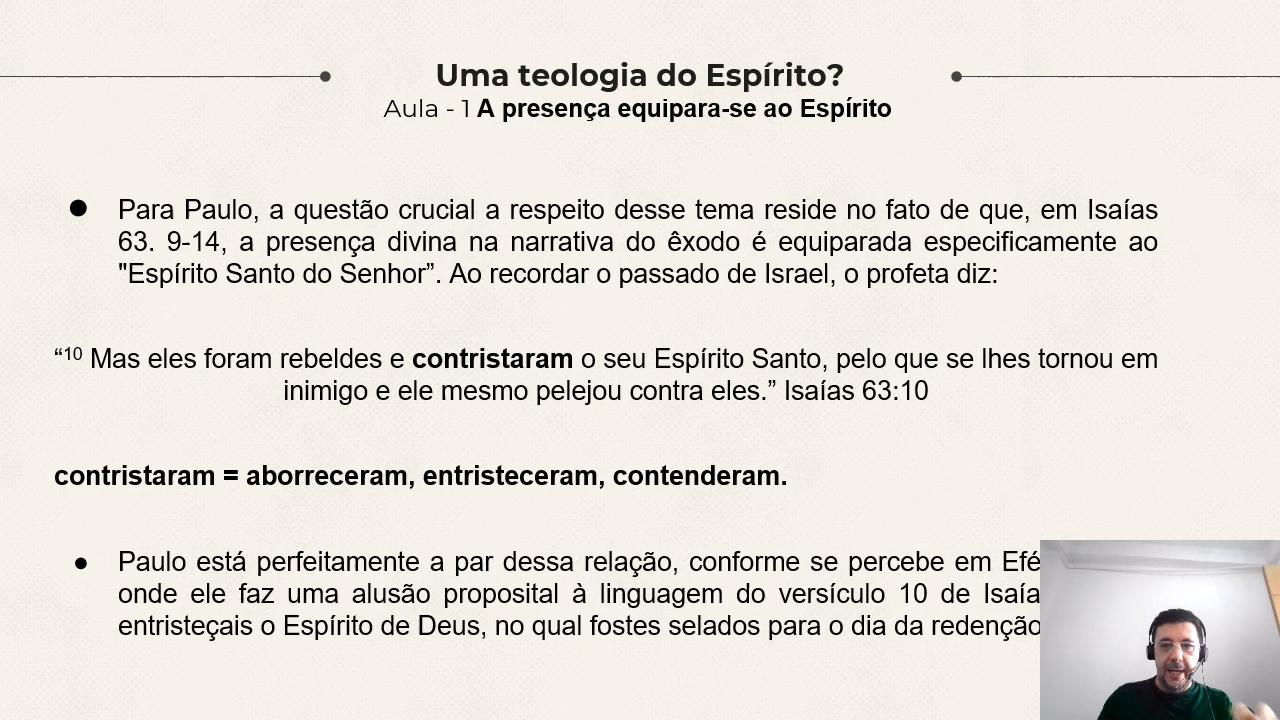 Uma teologia do Espírito?
Aula - 1 A presença equipara-se ao Espírito
● Para Paulo, a questão crucial a respeito desse tema reside no fato de que, em Isaías
63. 9-14, a presença divina na narrativa do êxodo é equiparada especificamente ao
"Espírito Santo do Senhor”. Ao recordar o passado de Israel, o profeta diz:
“¹⁰ Mas eles foram rebeldes e contristaram o seu Espírito Santo, pelo que se lhes tornou em
inimigo e ele mesmo pelejou contra eles.” Isaías 63:10
contristaram = aborreceram, entristeceram, contenderam.
● Paulo está perfeitamente a par dessa relação, conforme se percebe em
onde ele faz uma alusão proposital à linguagem do versículo 10 de
entristeçais o Espírito de Deus, no qual fostes selados para o dia da redenção